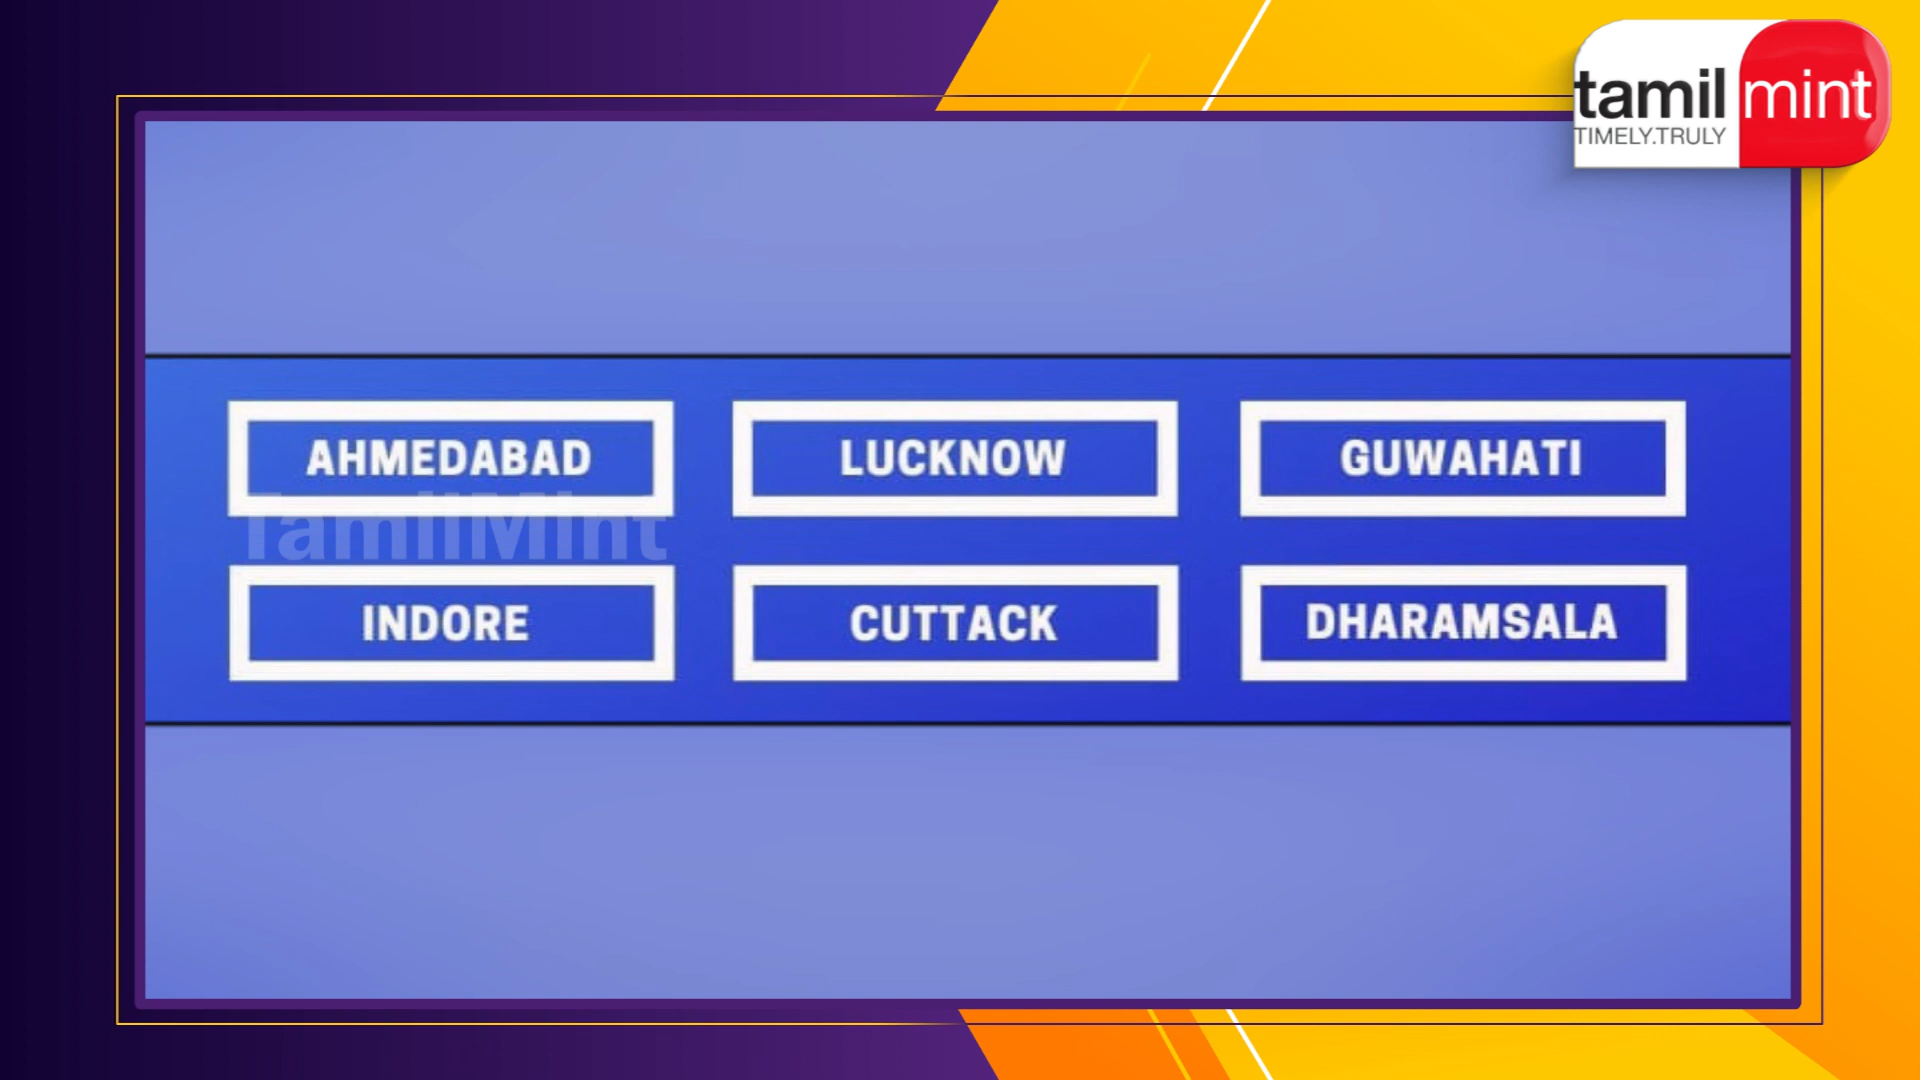 tamil mint
TIMELY.TRULY
AHMEDABAD LUCKNOW GUWAHATI
TamilMint
INDORE CUTTACK DHARAMSALA